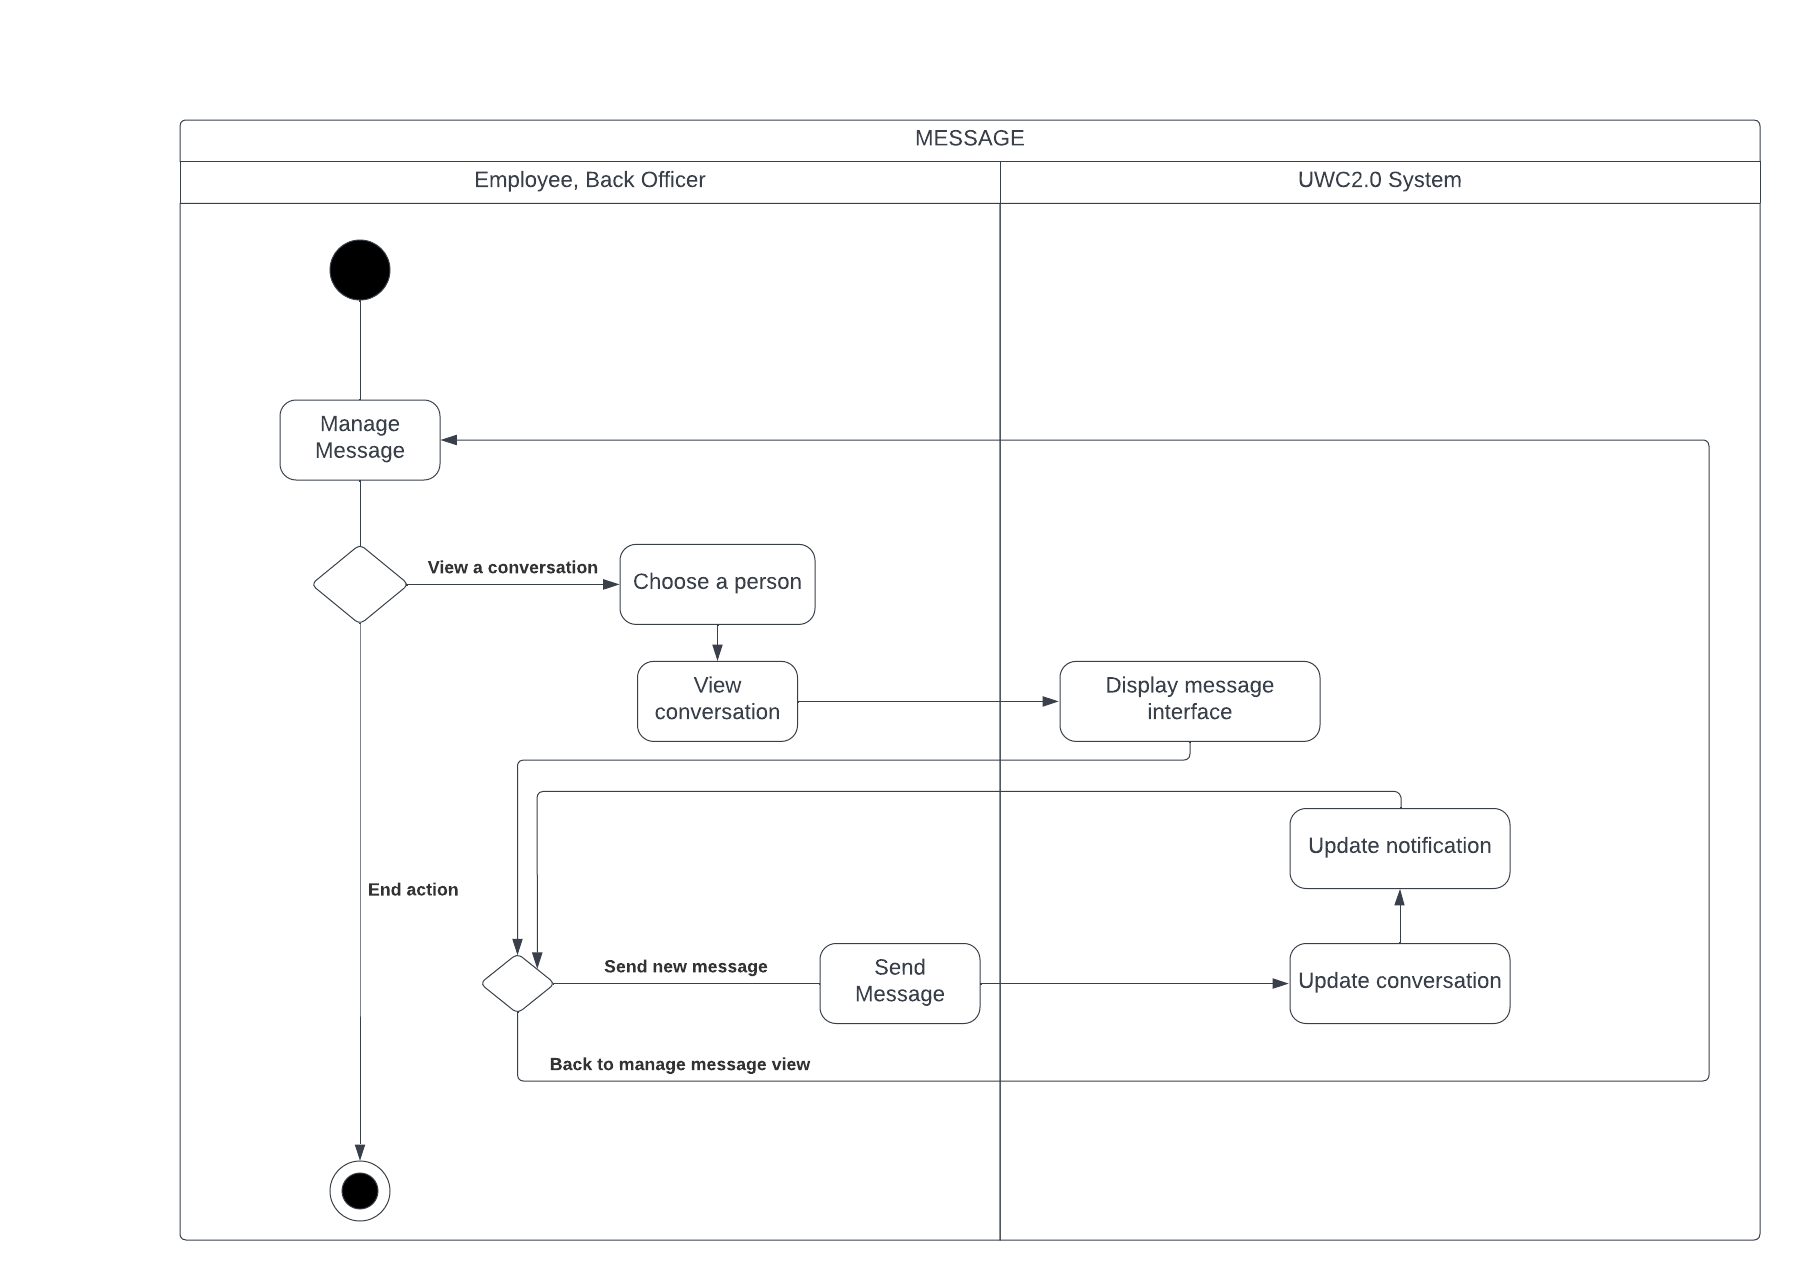 MESSAGE
Employee, Back Officer
UWC2.0 System
Manage
Message
View a conversation
Choose a person
View
conversation
Display message
interface
Update notification
End action
Send new message
Send
Message
Update conversation
Back to manage message view